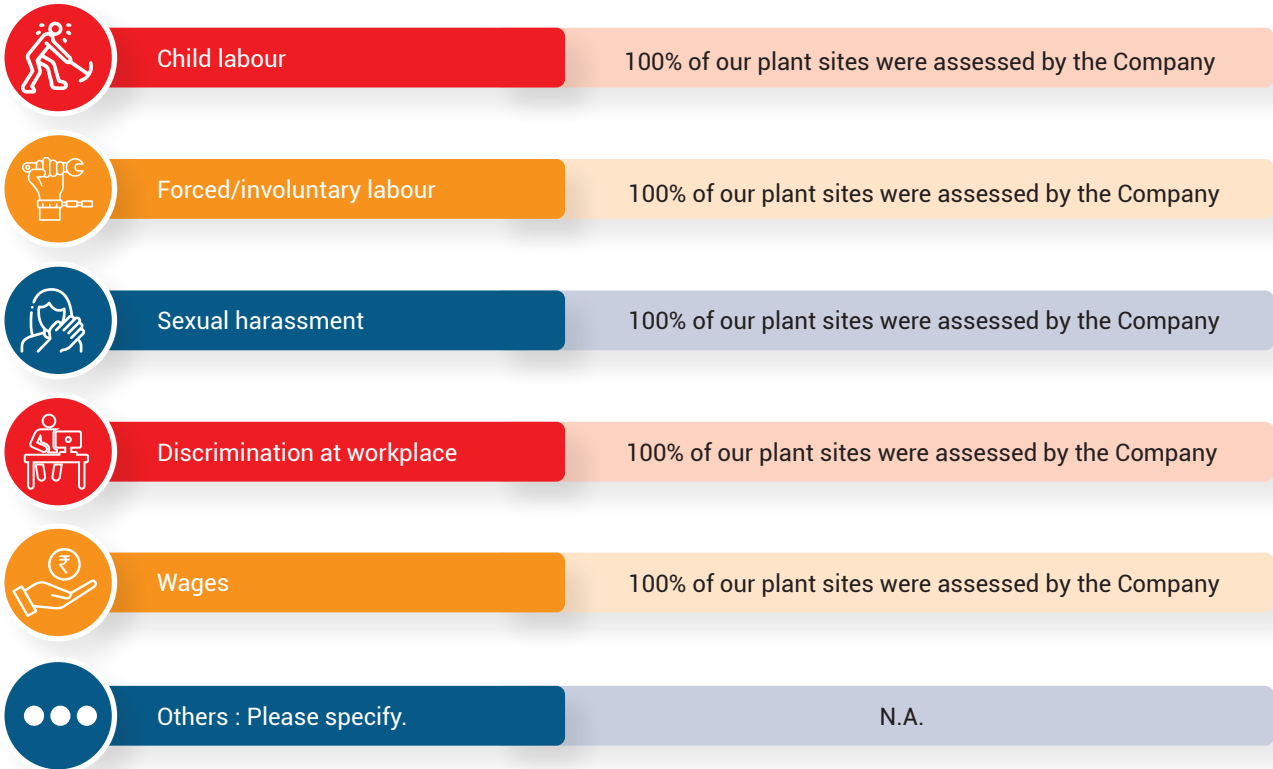 Child labour
100% of our plant sites were assessed by the Company
Forced/involuntary labour
100% of our plant sites were assessed by the Company
Sexual harassment
100% of our plant sites were assessed by the Company
Discrimination at workplace
100% of our plant sites were assessed by the Company
₹
Wages
100% of our plant sites were assessed by the Company
Others : Please specify.
N.A.